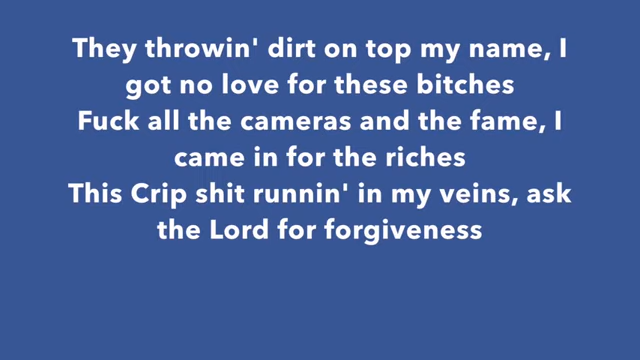 They throwin' dirt on top my name, I
got no love for these bitches
Fuck all the cameras and the fame, I
came in for the riches
This Crip shit runnin' in my veins, ask
the Lord for forgiveness